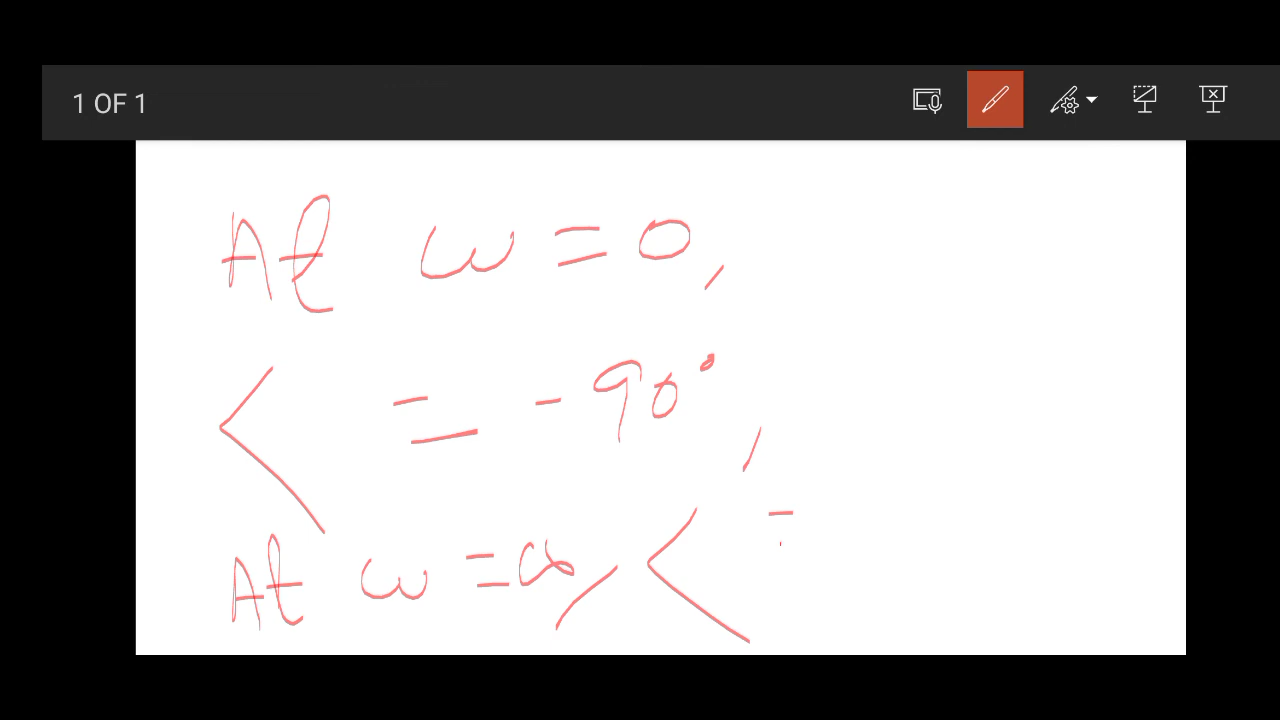 1 OF 1
At ω = 0,
< = - 90°,
At ω = ∞, < =